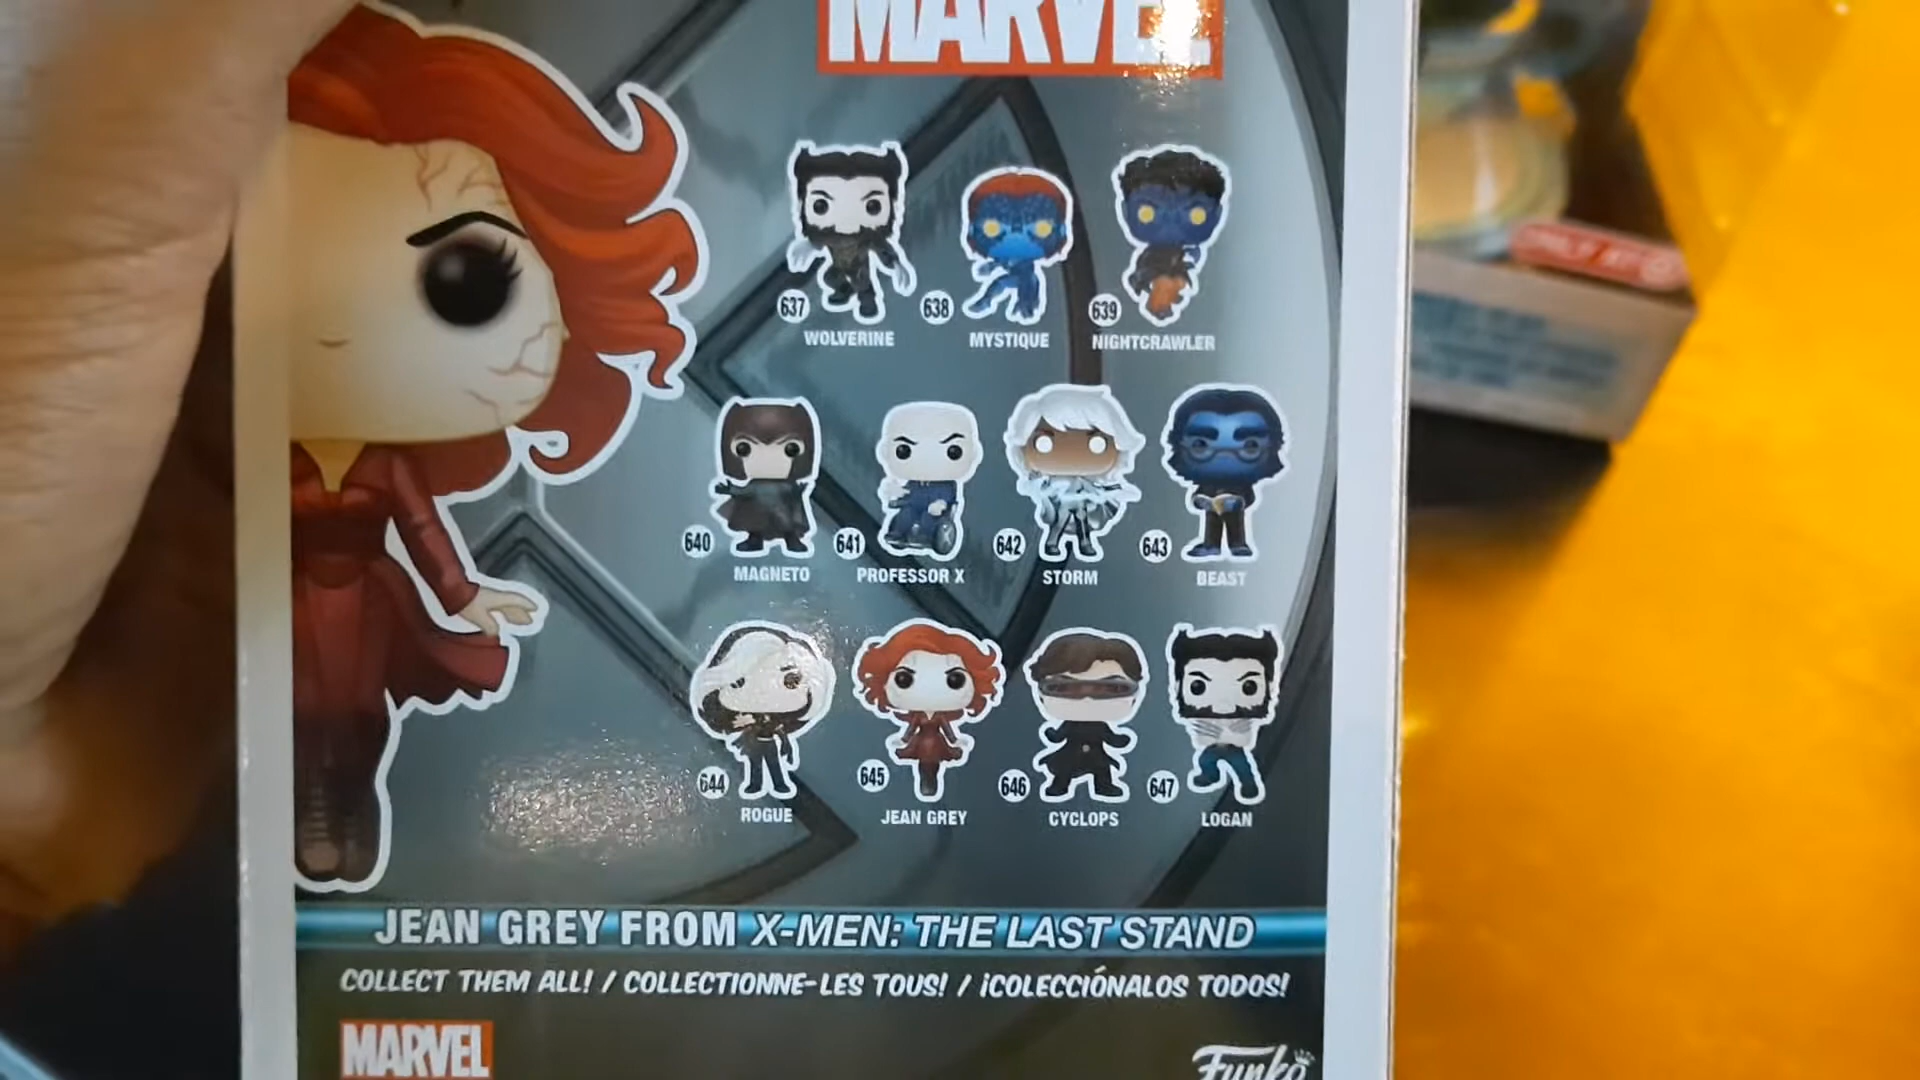 MARVEL
637 638 639
WOLVERINE MYSTIQUE NIGHTCRAWLER
640 641 642 643
MAGNETO PROFESSOR X STORM BEAST
644 645 646 647
ROGUE JEAN GREY CYCLOPS LOGAN
JEAN GREY FROM X-MEN: THE LAST STAND
COLLECT THEM ALL! / COLLECTIONNE-LES TOUS! / ¡COLECCIÓNALOS TODOS!
MARVEL
Funko
ONLY AT